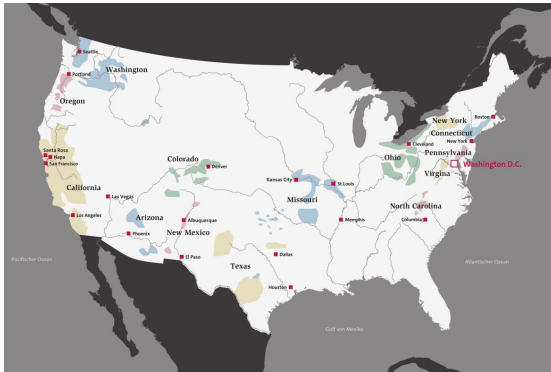 Seattle
Washington
Portland
Oregon
Boston
New York
Connecticut
Cleveland
New York
Pennsylvania
Ohio
Washington D.C.
Virgina
Santa Rosa
Napa
San Francisco
Colorado
Denver
Kansas City
St.Louis
Missouri
California
Las Vegas
Los Angeles
Arizona
Albuquerque
Phoenix
New Mexico
Memphis
North Carolina
Columbia
El Paso
Texas
Dallas
Houston
Pazifischer Ozean
Atlantischer Ozean
Golf von Mexiko